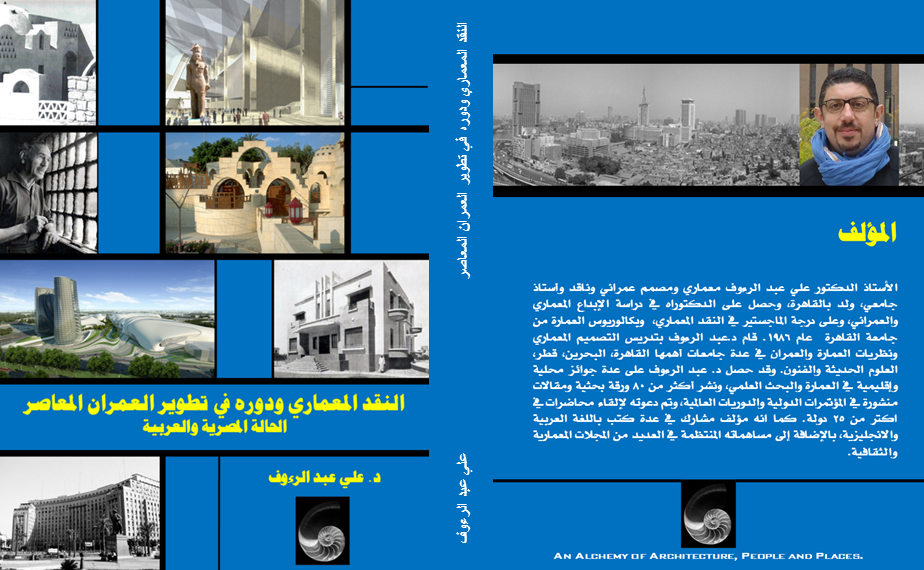 النقد المعماري ودوره في تطوير العمران المعاصر
الحالة المصرية والعربية
د. علي عبد الرءوف
النقد المعماري ودوره في تطوير العمران المعاصر
علي عبد الرءوف
المؤلف
الأستاذ الدكتور علي عبد الرءوف معماري ومصمم عمراني وناقد وأستاذ
جامعي، ولد بالقاهرة، وحصل على الدكتوراه في دراسة الإبداع المعماري
والعمراني، وعلى درجة الماجستير في النقد المعماري، وبكالوريوس العمارة من
جامعة القاهرة عام ١٩٨٦. قام د.عبد الرءوف بتدريس التصميم المعماري
ونظريات العمارة والعمران في عدة جامعات أهمها القاهرة، البحرين، قطر،
العلوم الحديثة والفنون. وقد حصل د. عبد الرءوف على عدة جوائز محلية
وإقليمية في العمارة والبحث العلمي، ونشر اكثر من ٨٠ ورقة بحثية ومقالات
منشورة في المؤتمرات الدولية والدوريات العالمية، وتم دعوته لإلقاء محاضرات في
اكثر من ٢٥ دولة. كما انه مؤلف مشارك في عدة كتب باللغة العربية
والانجليزية، بالإضافة إلى مساهماته المنتظمة في العديد من المجلات المعمارية
والثقافية.
AN ALCHEMY OF ARCHITECTURE, PEOPLE AND PLACES.